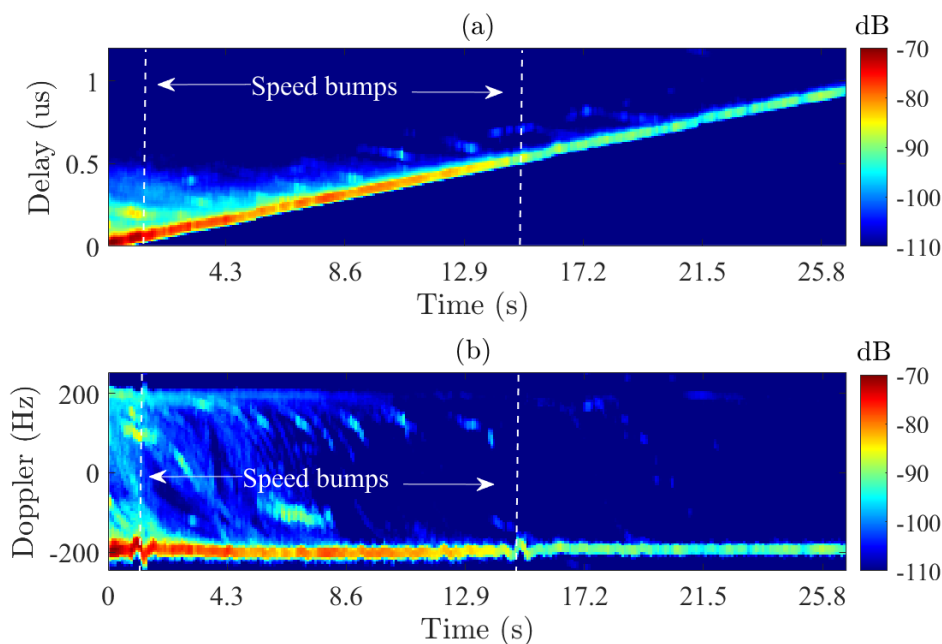 (a)
dB
Delay (us)
1
0.5
0
Speed bumps
-70
-80
-90
-100
-110
4.3
8.6
12.9
17.2
21.5
25.8
Time (s)
(b)
dB
Doppler (Hz)
200
0
-200
Speed bumps
-70
-80
-90
-100
-110
0
4.3
8.6
12.9
17.2
21.5
25.8
Time (s)